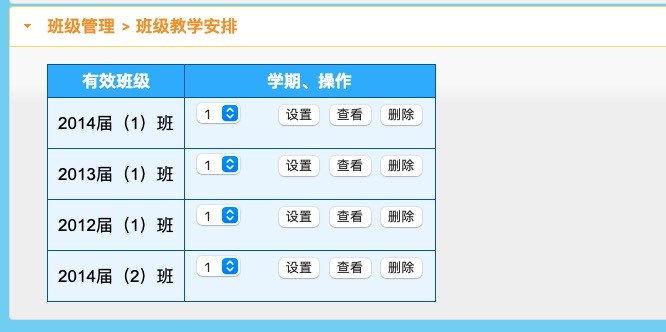 班级管理 > 班级教学安排
有效班级 学期、操作
2014届（1）班 1 设置 查看 删除
2013届（1）班 1 设置 查看 删除
2012届（1）班 1 设置 查看 删除
2014届（2）班 1 设置 查看 删除